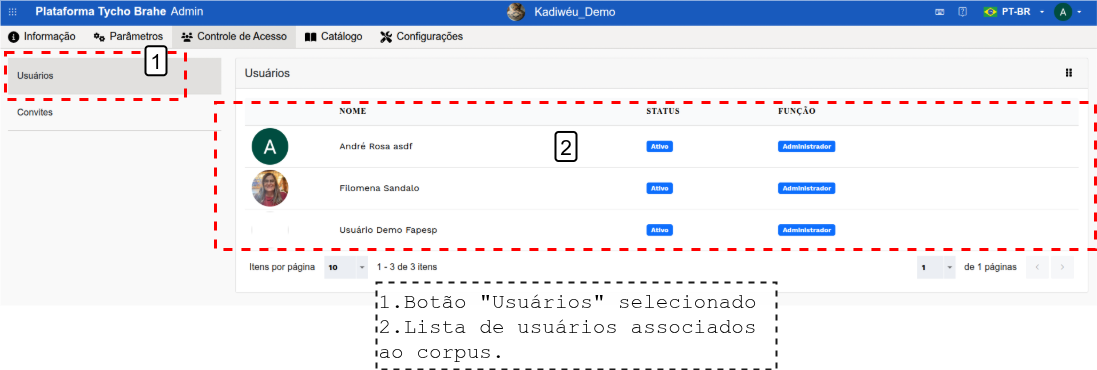 Plataforma Tycho Brahe Admin Kadiwéu_Demo PT-BR A
Informação Parâmetros Controle de Acesso Catálogo Configurações
1
Usuários
Convites
Usuários
NOME STATUS FUNÇÃO
A André Rosa asdf Ativo Administrador
2
Filomena Sandalo Ativo Administrador
Usuário Demo Fapesp Ativo Administrador
Itens por página 10 1 - 3 de 3 itens 1 de 1 páginas
1.Botão "Usuários" selecionado
2.Lista de usuários associados
ao corpus.